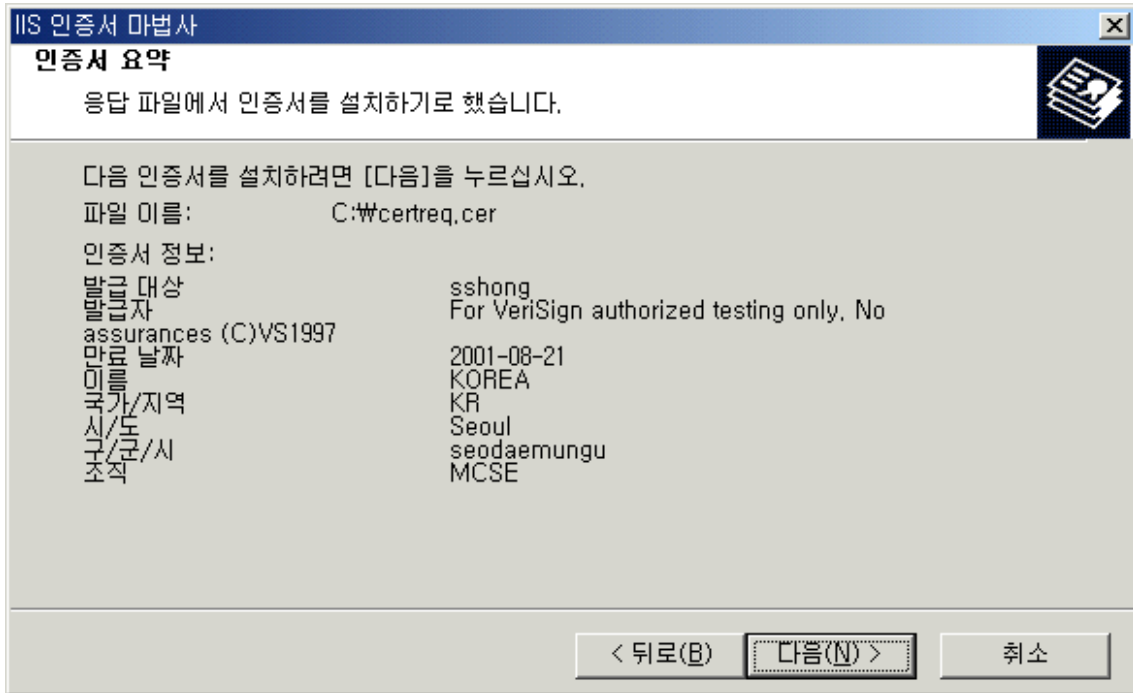 IIS 인증서 마법사
인증서 요약
응답 파일에서 인증서를 설치하기로 했습니다.
다음 인증서를 설치하려면 [다음]을 누르십시오.
파일 이름: C:₩certreq.cer
인증서 정보:
발급 대상 sshong
발급자 For VeriSign authorized testing only. No
assurances (C)VS1997
만료 날짜 2001-08-21
이름 KOREA
국가/지역 KR
시/도 Seoul
구/군/시 seodaemungu
조직 MCSE
< 뒤로(B) 다음(N) > 취소